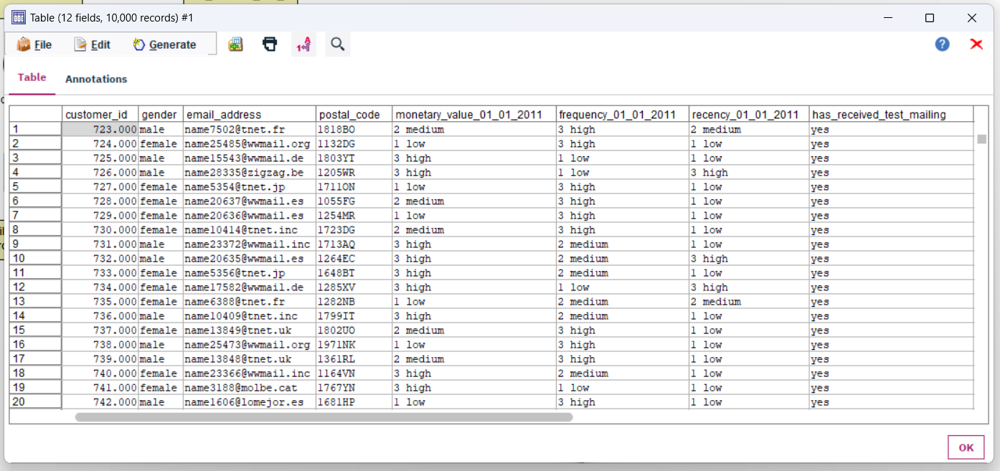 Table (12 fields, 10,000 records) #1
File Edit Generate
Table Annotations
customer_id gender email_address postal_code monetary_value_01_01_2011 frequency_01_01_2011 recency_01_01_2011 has_received_test_mailing
1 723.000 male name7502@tnet.fr 1818BO 2 medium 3 high 2 medium yes
2 724.000 female name25485@wwmail.org 1132DG 1 low 3 high 1 low yes
3 725.000 male name15543@wwmail.de 1803YT 3 high 1 low 1 low yes
4 726.000 male name28335@zigzag.be 1205WR 3 high 1 low 3 high yes
5 727.000 female name5354@tnet.jp 1711ON 1 low 3 high 1 low yes
6 728.000 female name20637@wwmail.es 1055FG 2 medium 3 high 1 low yes
7 729.000 female name20636@wwmail.es 1254MR 1 low 3 high 1 low yes
8 730.000 female name10414@tnet.inc 1723DG 2 medium 3 high 1 low yes
9 731.000 male name23372@wwmail.inc 1713AQ 3 high 2 medium 1 low yes
10 732.000 male name20635@wwmail.es 1264EC 3 high 2 medium 3 high yes
11 733.000 female name5356@tnet.jp 1648BT 3 high 2 medium 1 low yes
12 734.000 female name17582@wwmail.de 1285XV 3 high 1 low 3 high yes
13 735.000 female name6388@tnet.fr 1282NB 1 low 2 medium 2 medium yes
14 736.000 male name10409@tnet.inc 1799IT 3 high 2 medium 1 low yes
15 737.000 female name13849@tnet.uk 1802UO 2 medium 3 high 1 low yes
16 738.000 male name25473@wwmail.org 1971NK 1 low 3 high 1 low yes
17 739.000 male name13848@tnet.uk 1361RL 2 medium 3 high 1 low yes
18 740.000 female name23366@wwmail.inc 1164VN 3 high 2 medium 1 low yes
19 741.000 female name3188@molbe.cat 1767YN 3 high 1 low 1 low yes
20 742.000 male name1606@lomejor.es 1681HP 1 low 3 high 1 low yes
OK